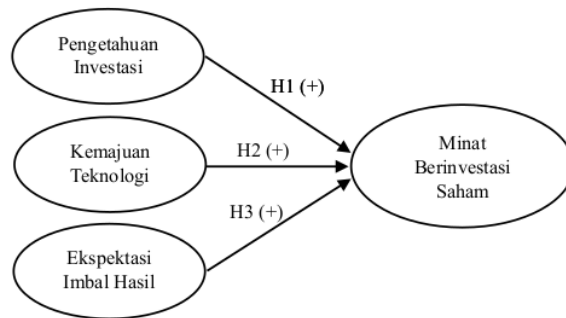 Pengetahuan
Investasi
H1 (+)
Kemajuan
Teknologi
H2 (+)
Minat
Berinvestasi
Saham
H3 (+)
Ekspektasi
Imbal Hasil